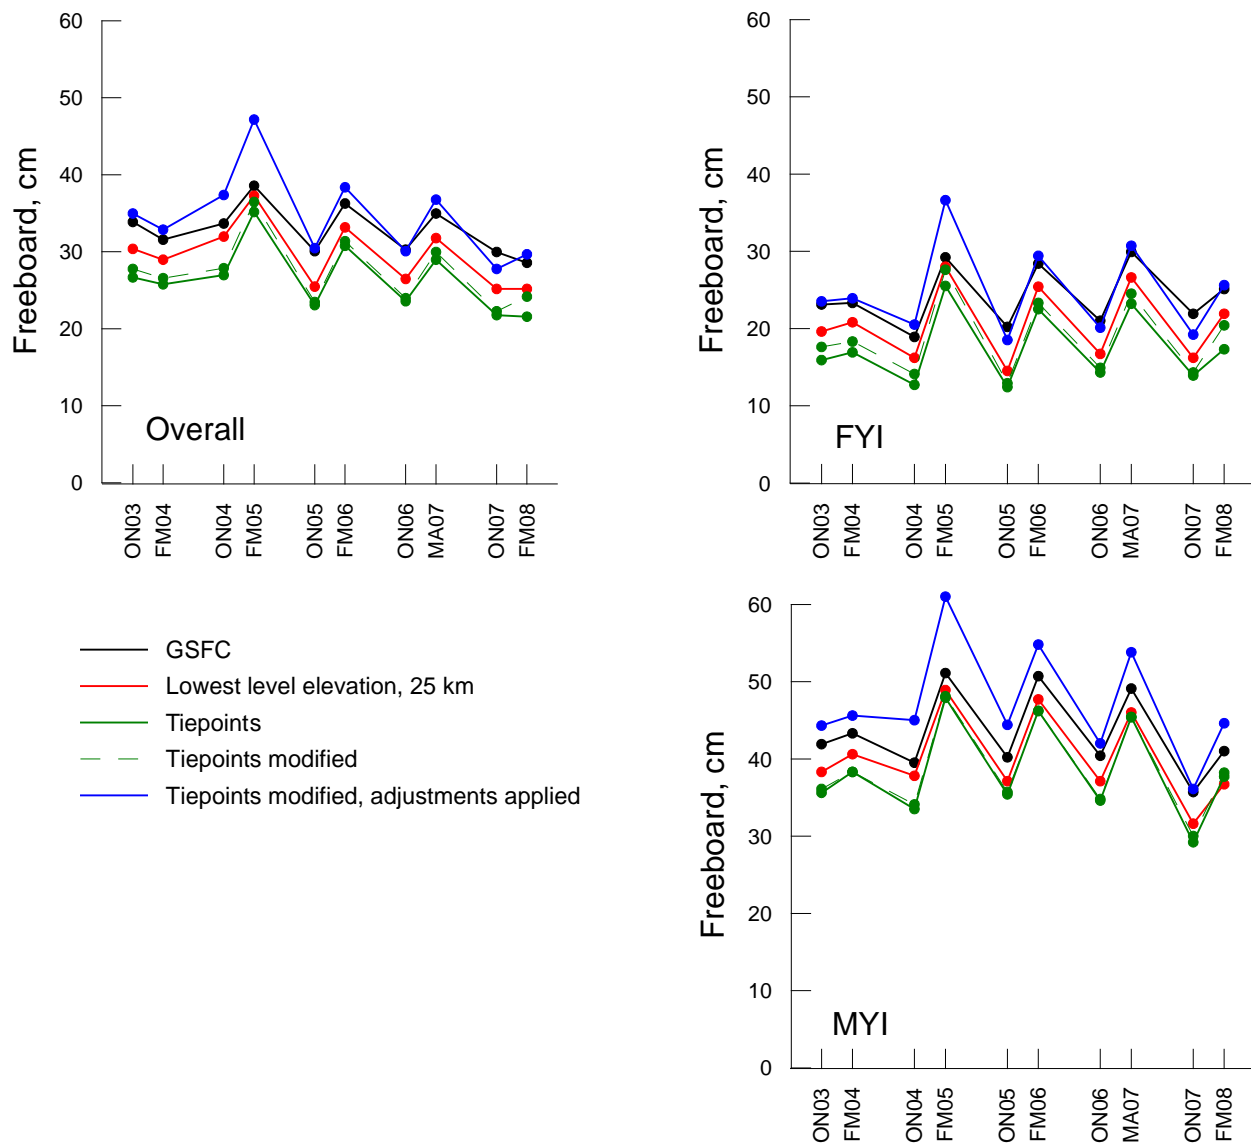 60
50
40
30
20
10
0
Freeboard, cm
Overall
ON03
FM04
ON04
FM05
ON05
FM06
ON06
MA07
ON07
FM08
60
50
40
30
20
10
0
Freeboard, cm
FYI
ON03
FM04
ON04
FM05
ON05
FM06
ON06
MA07
ON07
FM08
GSFC
Lowest level elevation, 25 km
Tiepoints
Tiepoints modified
Tiepoints modified, adjustments applied
60
50
40
30
20
10
0
Freeboard, cm
MYI
ON03
FM04
ON04
FM05
ON05
FM06
ON06
MA07
ON07
FM08